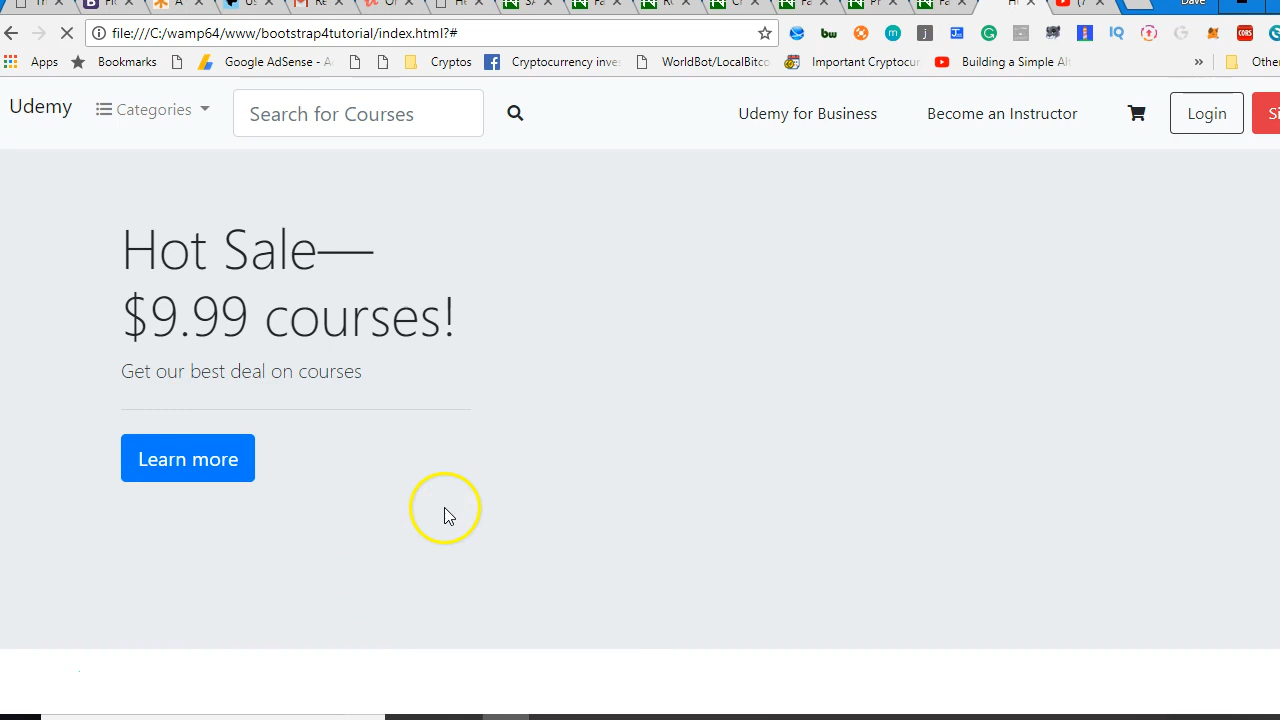 Dave
file:///C:/wamp64/www/bootstrap4tutorial/index.html?#
Apps Bookmarks Google AdSense - A Cryptos Cryptocurrency inve WorldBot/LocalBitco Important Cryptocur Building a Simple Al » Other
Udemy Categories Search for Courses Udemy for Business Become an Instructor Login Si
Hot Sale—
$9.99 courses!
Get our best deal on courses
Learn more